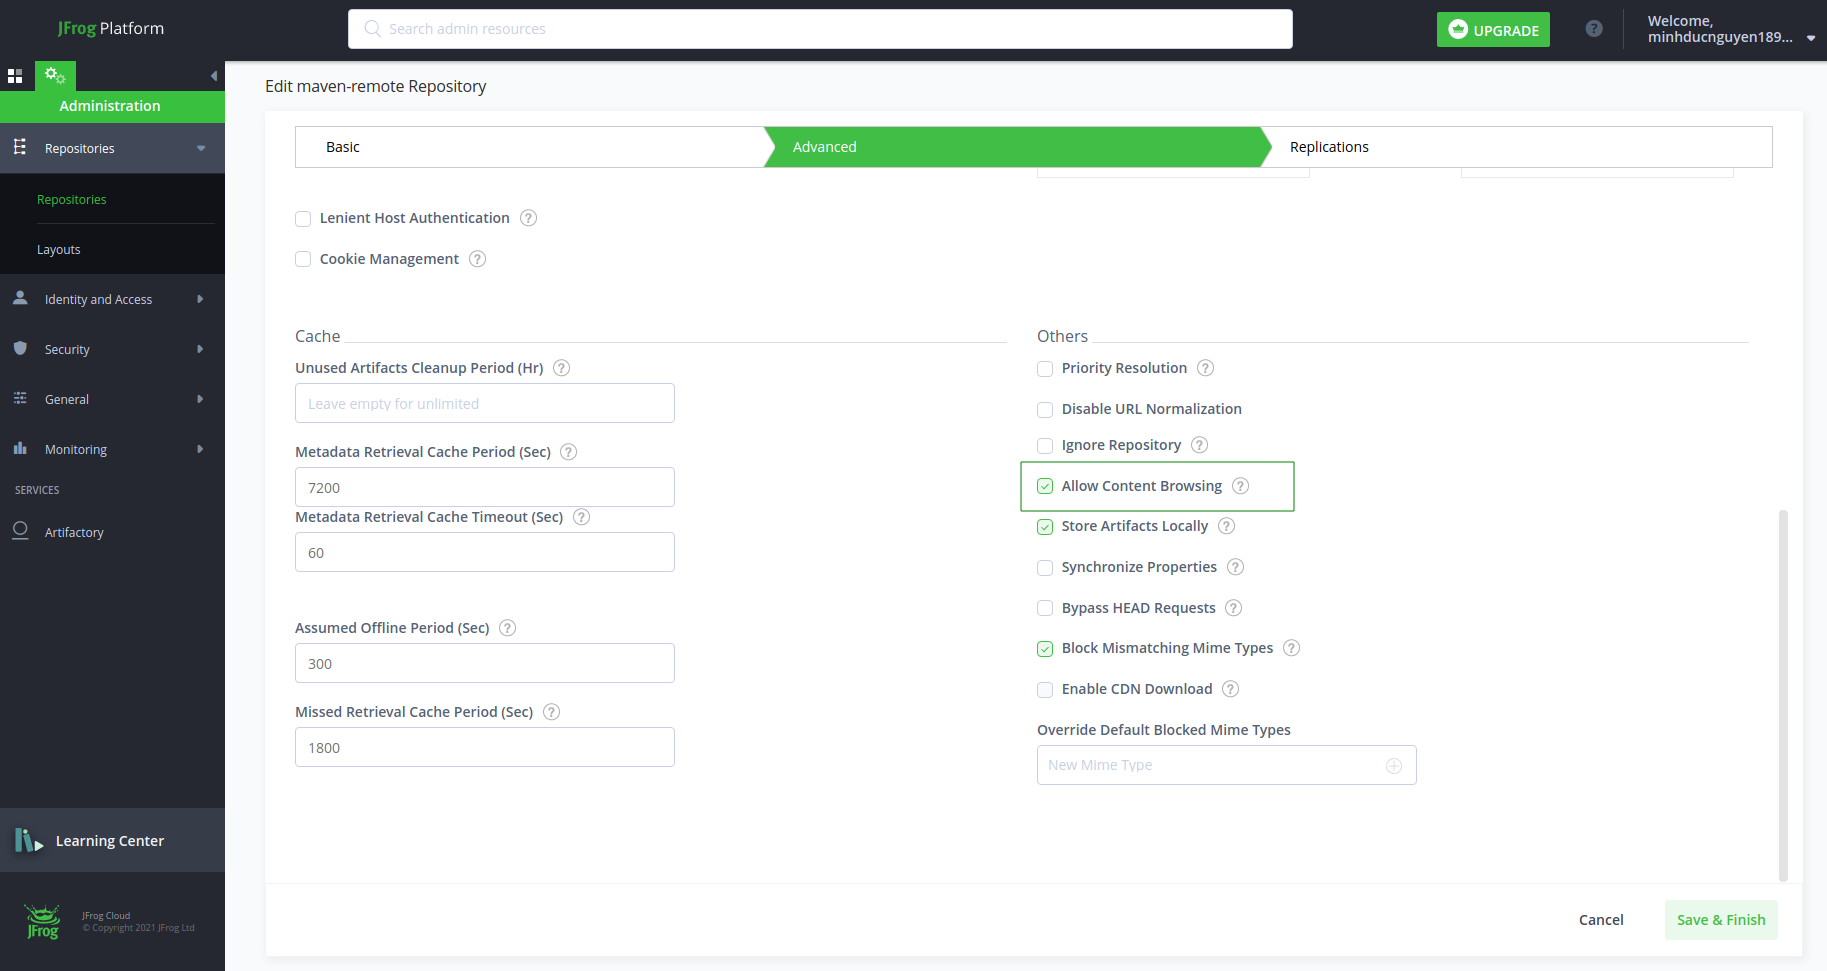 JFrog Platform
Search admin resources
UPGRADE
?
Welcome,
minhducnguyen189...
Administration
Repositories
Repositories
Layouts
Identity and Access
Security
General
Monitoring
SERVICES
Artifactory
Learning Center
JFrog
JFrog Cloud
© Copyright 2021 JFrog Ltd
Edit maven-remote Repository
Basic
Advanced
Replications
Lenient Host Authentication ?
Cookie Management ?
Cache
Unused Artifacts Cleanup Period (Hr) ?
Leave empty for unlimited
Metadata Retrieval Cache Period (Sec) ?
7200
Metadata Retrieval Cache Timeout (Sec) ?
60
Assumed Offline Period (Sec) ?
300
Missed Retrieval Cache Period (Sec) ?
1800
Others
Priority Resolution ?
Disable URL Normalization
Ignore Repository ?
Allow Content Browsing ?
Store Artifacts Locally ?
Synchronize Properties ?
Bypass HEAD Requests ?
Block Mismatching Mime Types ?
Enable CDN Download ?
Override Default Blocked Mime Types
New Mime Type
Cancel
Save & Finish